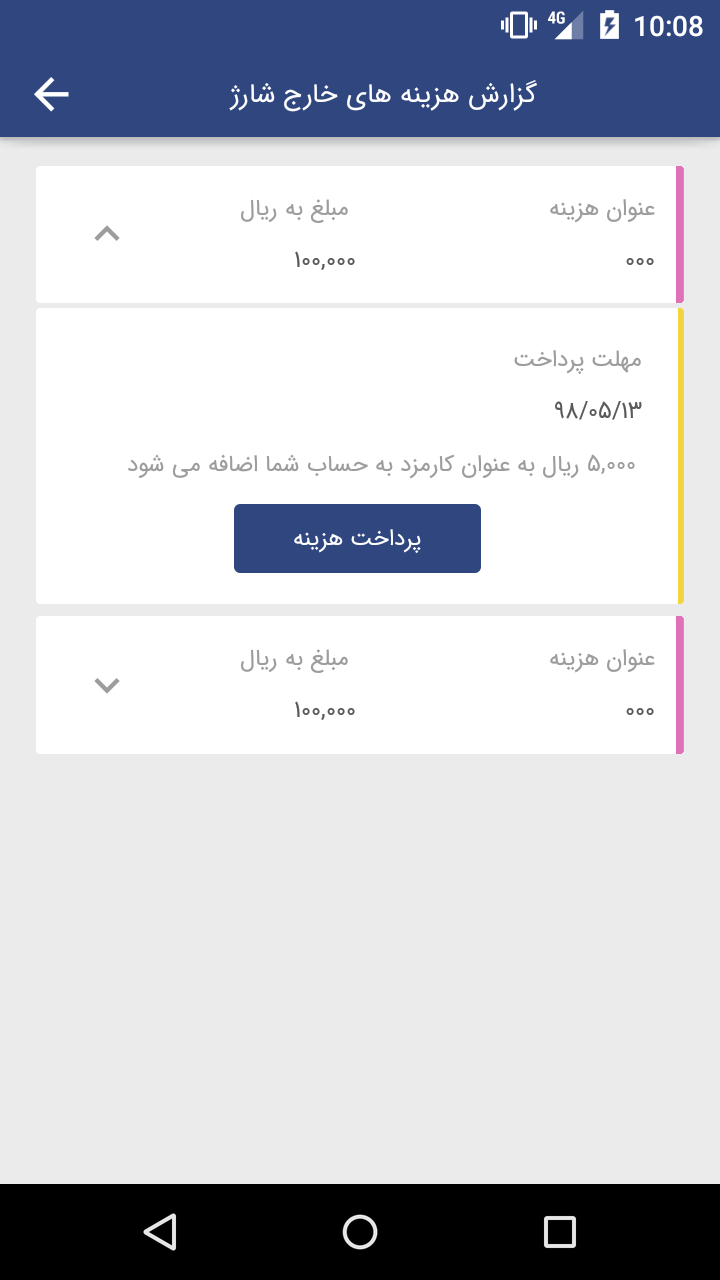 4G 10:08
گزارش هزینه های خارج شارژ
عنوان هزینه
مبلغ به ریال
۰۰۰
۱۰۰,۰۰۰
مهلت پرداخت
۹۸/۰۵/۱۳
۵,۰۰۰ ریال به عنوان کارمزد به حساب شما اضافه می شود
پرداخت هزینه
عنوان هزینه
مبلغ به ریال
۰۰۰
۱۰۰,۰۰۰